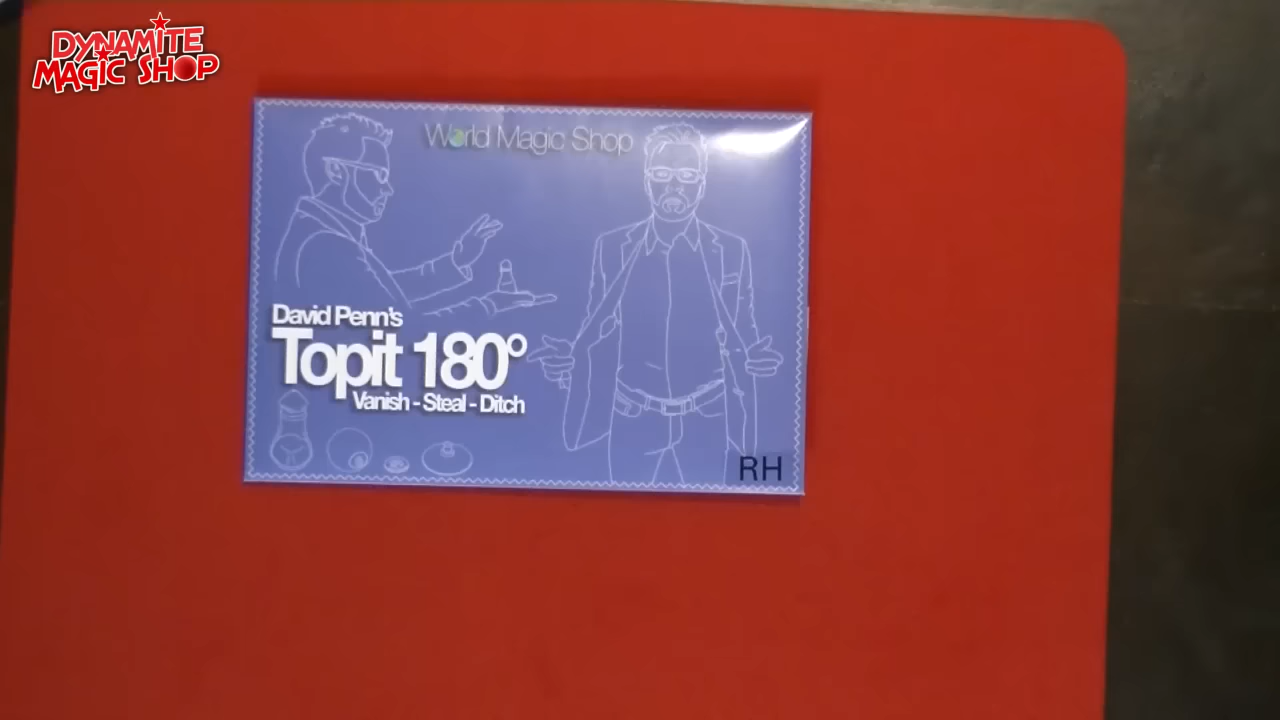 DYNAMITE
MAGIC SHOP
World Magic Shop
David Penn's
Topit 180°
Vanish - Steal - Ditch
RH